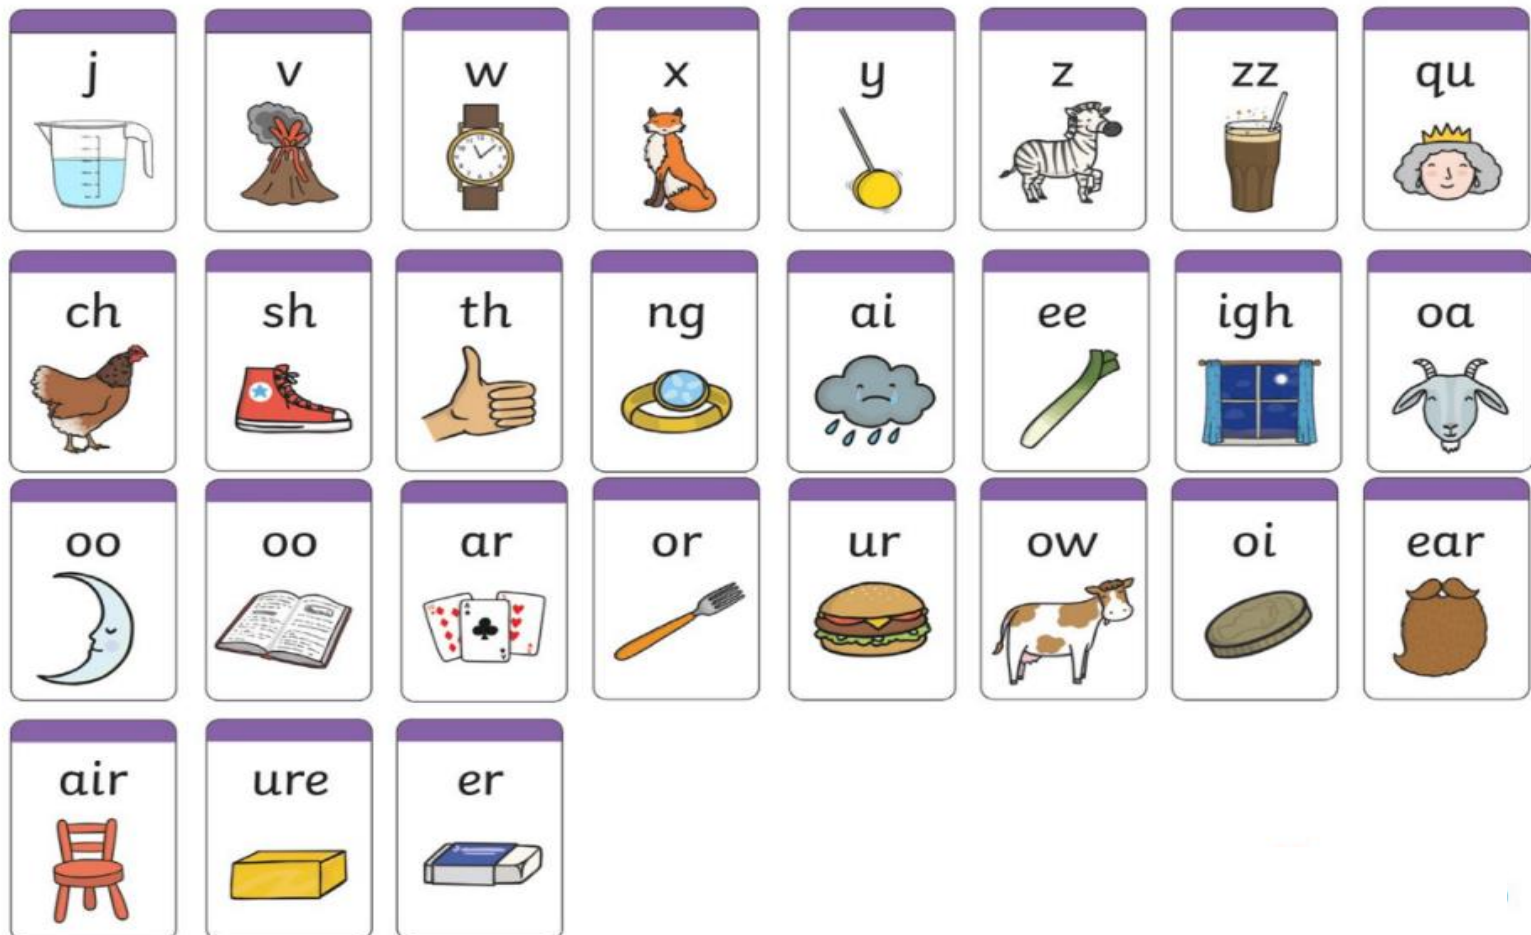 j v w x y z zz qu
ch sh th ng ai ee igh oa
oo oo ar or ur ow oi ear
air ure er